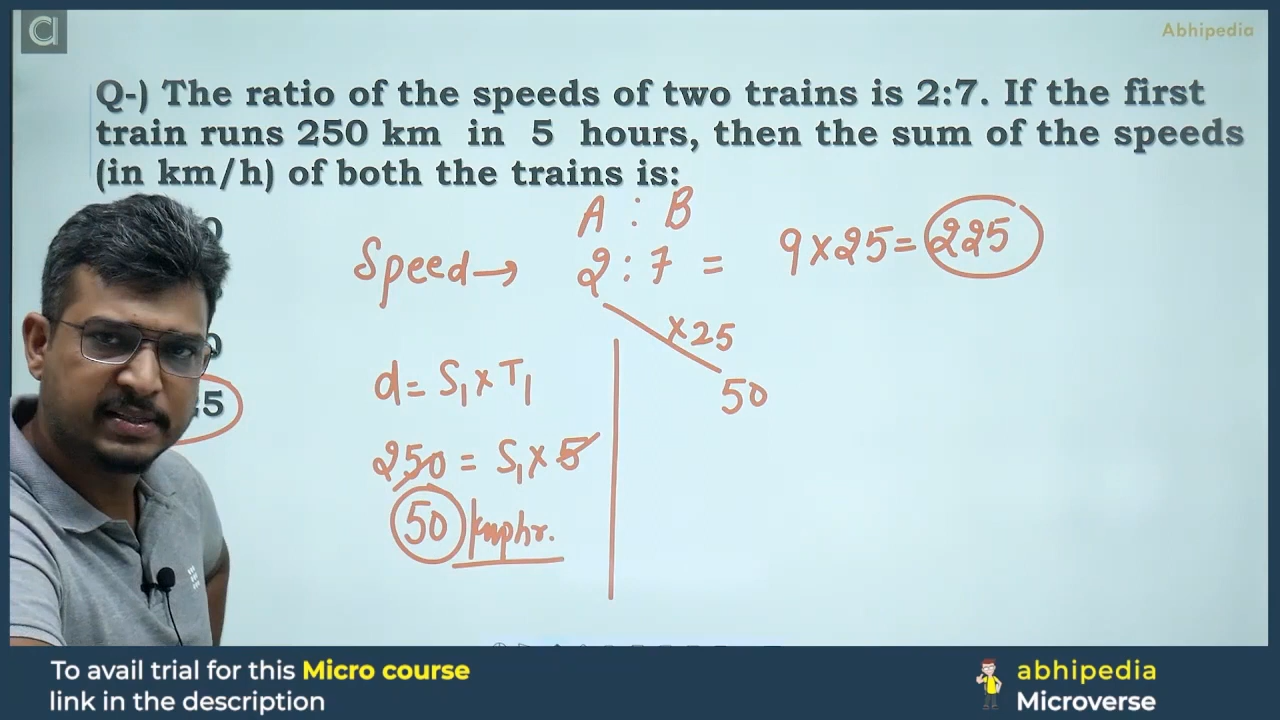 Abhipedia
Q-) The ratio of the speeds of two trains is 2:7. If the first
train runs 250 km in 5 hours, then the sum of the speeds
(in km/h) of both the trains is:
A : B
Speed→ 2 : 7 = 9×25=225
×25
50
d= S₁×T₁
250 = S₁×5
50 kmphr.
To avail trial for this Micro course
link in the description
abhipedia
Microverse